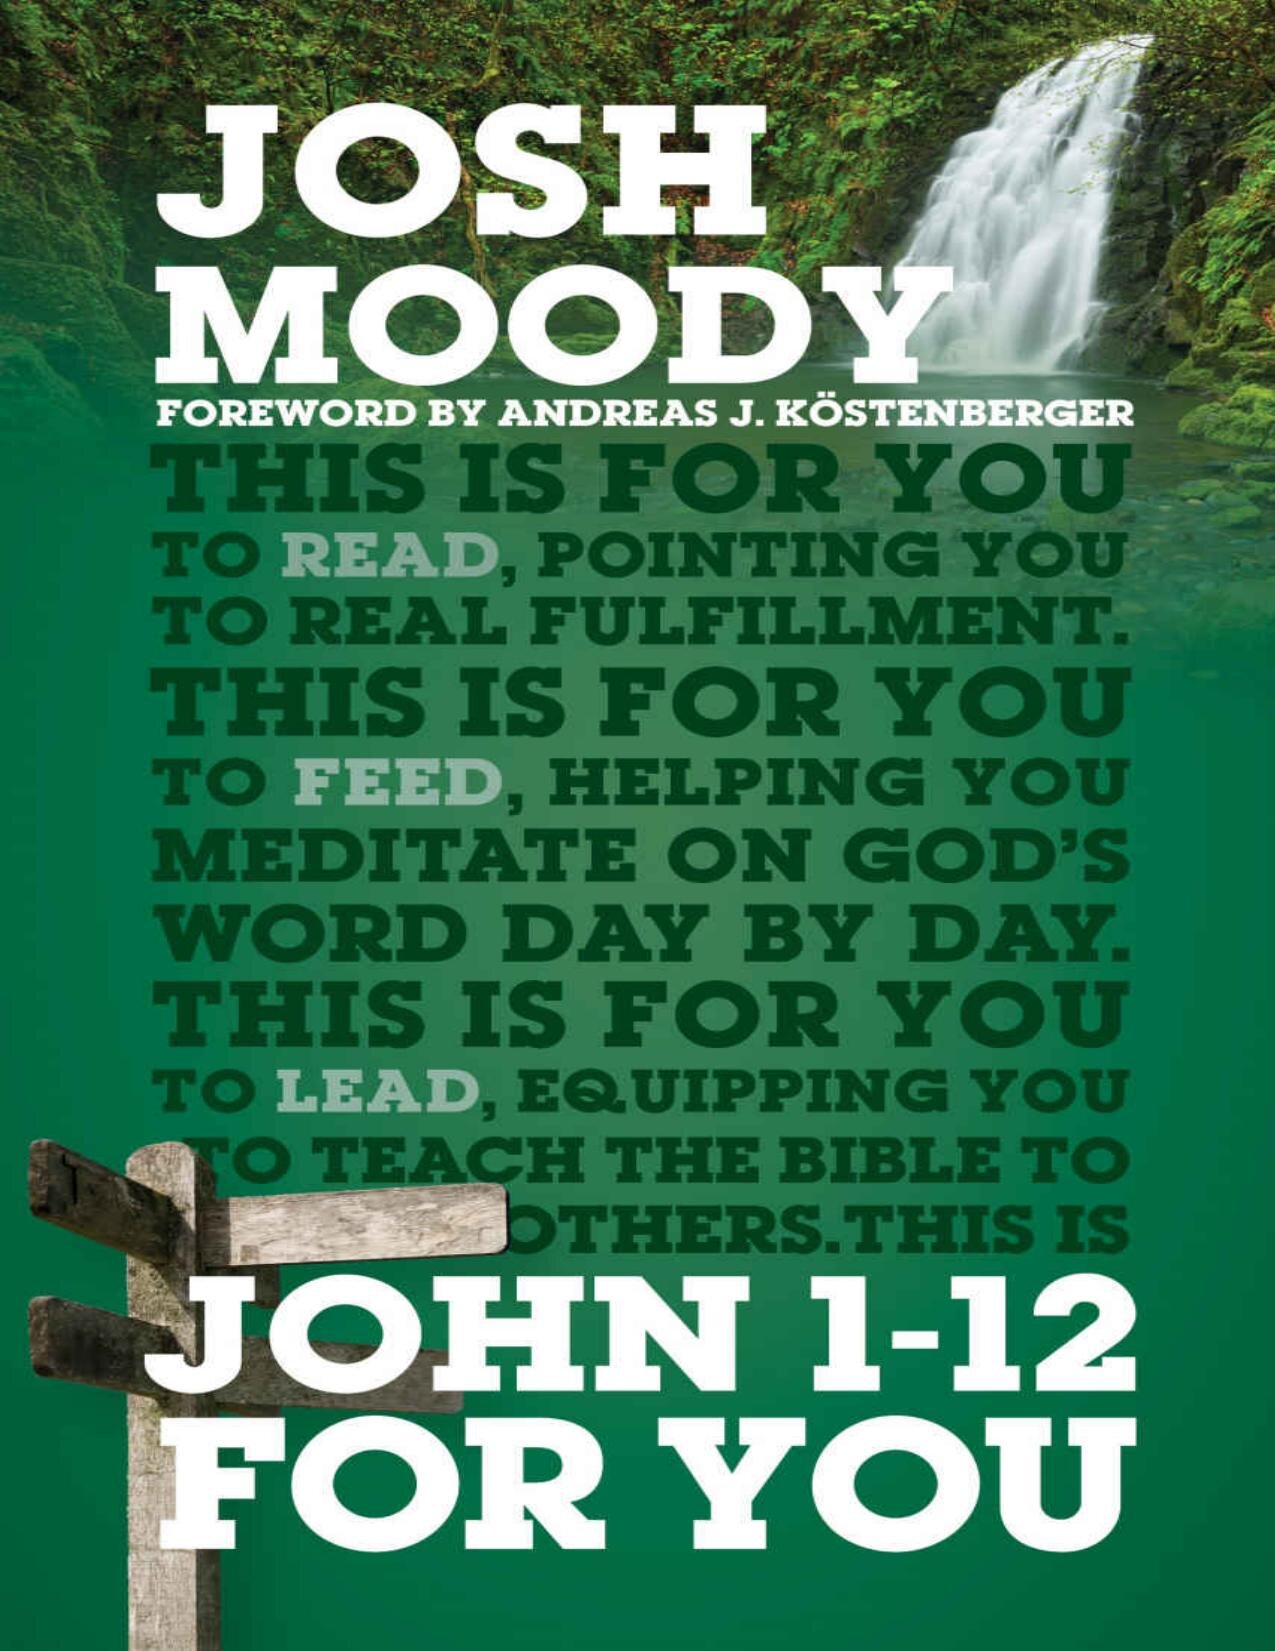 JOSH
MOODY
FOREWORD BY ANDREAS J. KÖSTENBERGER
THIS IS FOR YOU
TO READ, POINTING YOU
TO REAL FULFILLMENT.
THIS IS FOR YOU
TO FEED, HELPING YOU
MEDITATE ON GOD'S
WORD DAY BY DAY.
THIS IS FOR YOU
TO LEAD, EQUIPPING YOU
TO TEACH THE BIBLE TO
OTHERS. THIS IS
JOHN 1-12
FOR YOU